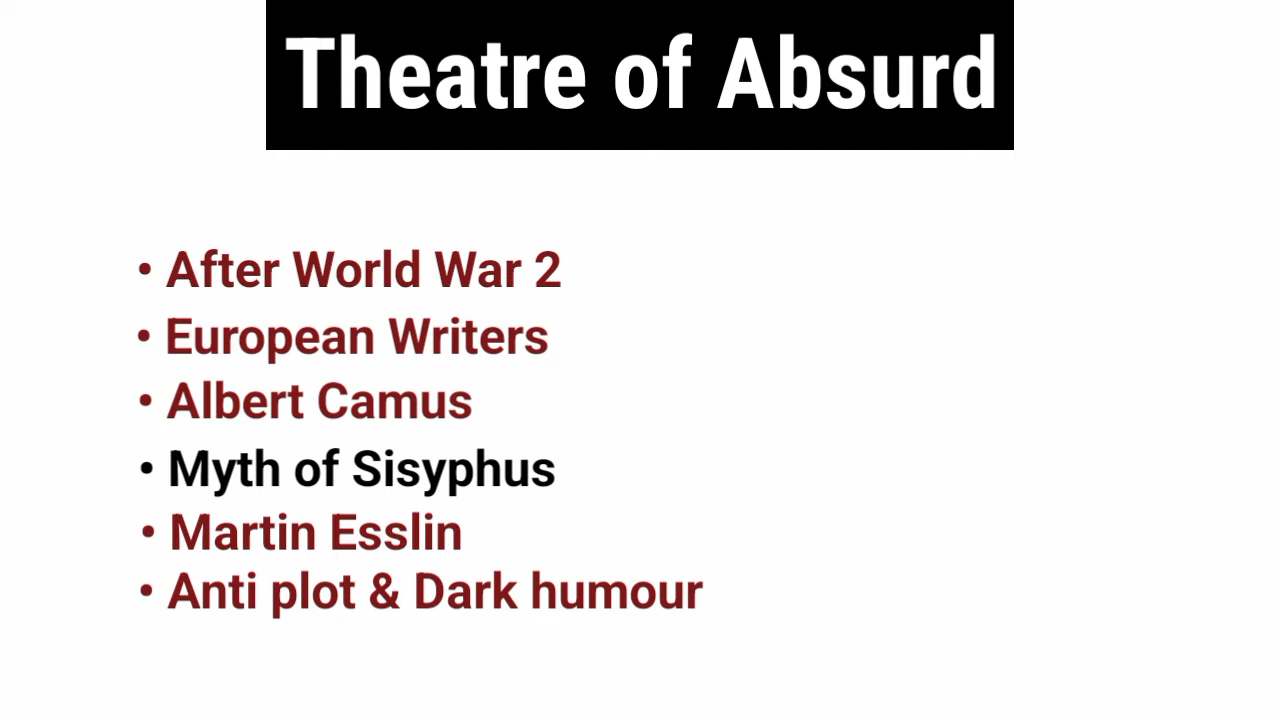 Theatre of Absurd
• After World War 2
• European Writers
• Albert Camus
• Myth of Sisyphus
• Martin Esslin
• Anti plot & Dark humour